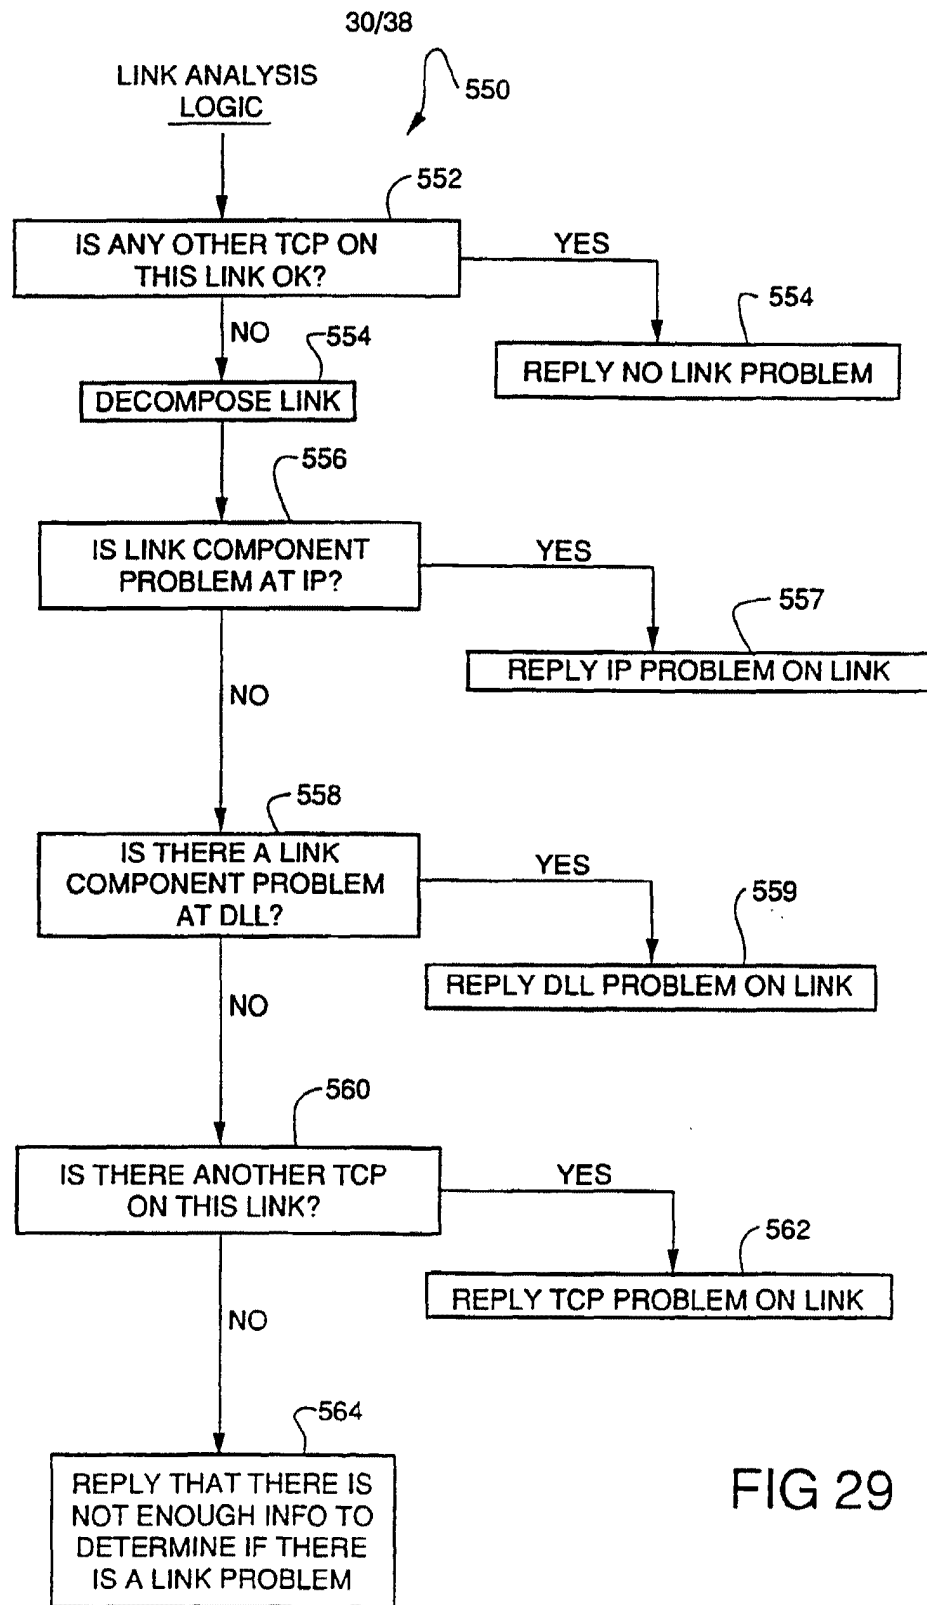 30/38
LINK ANALYSIS
LOGIC
550
552
IS ANY OTHER TCP ON
THIS LINK OK?
YES
554
REPLY NO LINK PROBLEM
NO
554
DECOMPOSE LINK
556
IS LINK COMPONENT
PROBLEM AT IP?
YES
557
REPLY IP PROBLEM ON LINK
NO
558
IS THERE A LINK
COMPONENT PROBLEM
AT DLL?
YES
559
REPLY DLL PROBLEM ON LINK
NO
560
IS THERE ANOTHER TCP
ON THIS LINK?
YES
562
REPLY TCP PROBLEM ON LINK
NO
564
REPLY THAT THERE IS
NOT ENOUGH INFO TO
DETERMINE IF THERE
IS A LINK PROBLEM
FIG 29